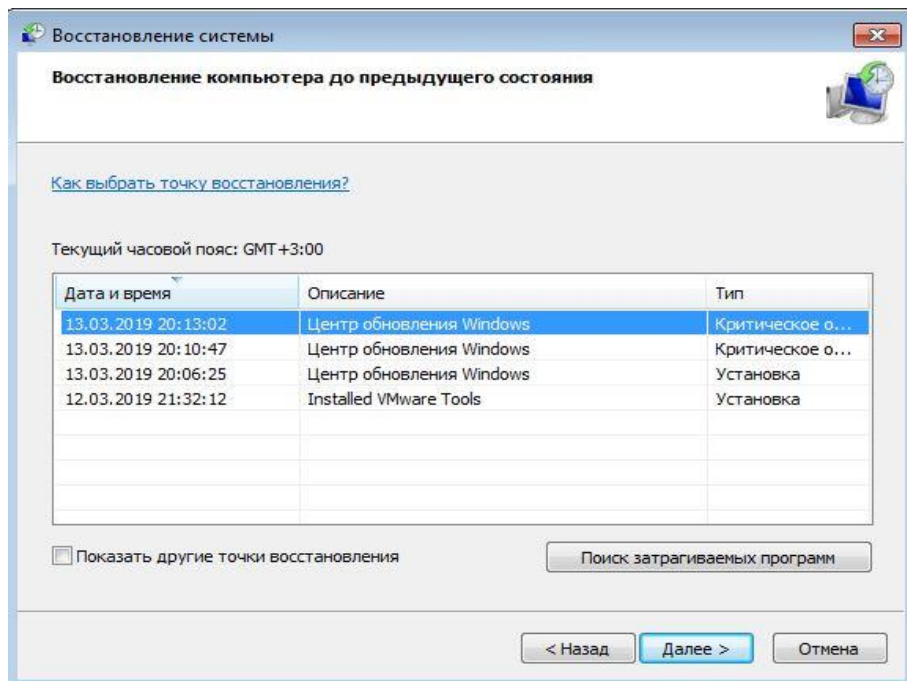 Восстановление системы
Восстановление компьютера до предыдущего состояния
Как выбрать точку восстановления?
Текущий часовой пояс: GMT+3:00
Дата и время Описание Тип
13.03.2019 20:13:02 Центр обновления Windows Критическое о...
13.03.2019 20:10:47 Центр обновления Windows Критическое о...
13.03.2019 20:06:25 Центр обновления Windows Установка
12.03.2019 21:32:12 Installed VMware Tools Установка
Показать другие точки восстановления Поиск затрагиваемых программ
< Назад Далее > Отмена